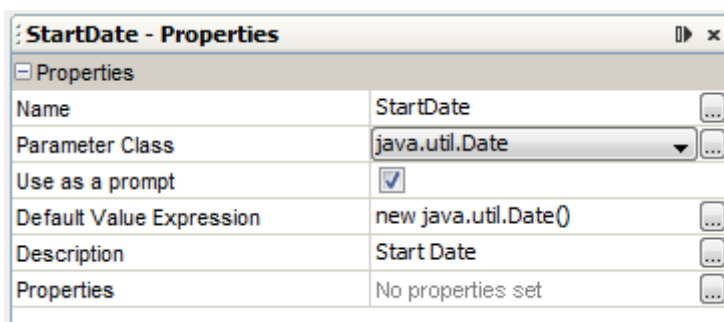 StartDate - Properties
Properties
Name StartDate ...
Parameter Class java.util.Date ...
Use as a prompt
Default Value Expression new java.util.Date() ...
Description Start Date ...
Properties No properties set ...